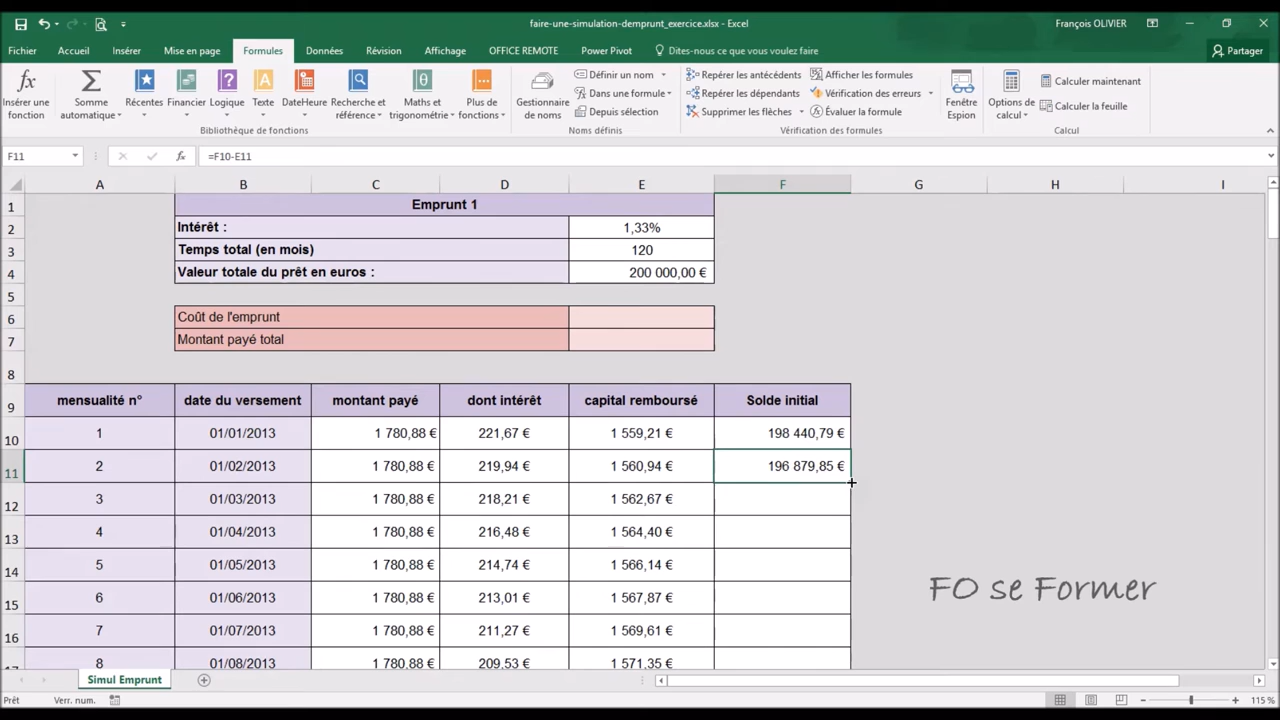 faire-une-simulation-demprunt_exercice.xlsx - Excel
François OLIVIER
Fichier Accueil Insérer Mise en page Formules Données Révision Affichage OFFICE REMOTE Power Pivot Dites-nous ce que vous voulez faire Partager
Insérer une fonction
Somme automatique
Récentes
Financier
Logique
Texte
DateHeure
Recherche et référence
Maths et trigonométrie
Plus de fonctions
Bibliothèque de fonctions
Gestionnaire de noms
Définir un nom
Dans une formule
Depuis sélection
Noms définis
Repérer les antécédents
Repérer les dépendants
Supprimer les flèches
Afficher les formules
Vérification des erreurs
Évaluer la formule
Vérification des formules
Fenêtre Espion
Options de calcul
Calculer maintenant
Calculer la feuille
Calcul
F11 fx =F10-E11
A B C D E F G H I
1 Emprunt 1
2 Intérêt : 1,33%
3 Temps total (en mois) 120
4 Valeur totale du prêt en euros : 200 000,00 €
5
6 Coût de l'emprunt
7 Montant payé total
8
9 mensualité n° date du versement montant payé dont intérêt capital remboursé Solde initial
10 1 01/01/2013 1 780,88 € 221,67 € 1 559,21 € 198 440,79 €
11 2 01/02/2013 1 780,88 € 219,94 € 1 560,94 € 196 879,85 €
12 3 01/03/2013 1 780,88 € 218,21 € 1 562,67 €
13 4 01/04/2013 1 780,88 € 216,48 € 1 564,40 €
14 5 01/05/2013 1 780,88 € 214,74 € 1 566,14 €
15 6 01/06/2013 1 780,88 € 213,01 € 1 567,87 €
16 7 01/07/2013 1 780,88 € 211,27 € 1 569,61 €
17 8 01/08/2013 1 780,88 € 209,53 € 1 571,35 €
FO se Former
Simul Emprunt
Prêt Verr. num. 115 %